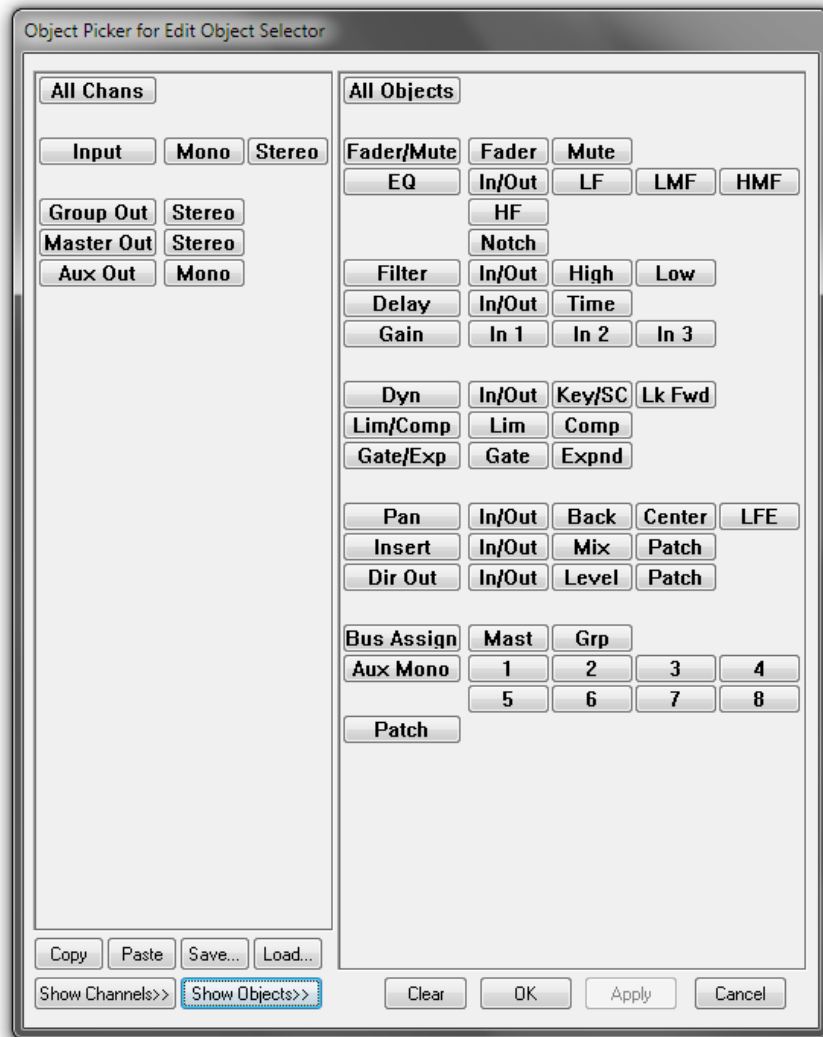 Object Picker for Edit Object Selector
All Chans
Input Mono Stereo
Group Out Stereo
Master Out Stereo
Aux Out Mono
All Objects
Fader/Mute Fader Mute
EQ In/Out LF LMF HMF
HF
Notch
Filter In/Out High Low
Delay In/Out Time
Gain In 1 In 2 In 3
Dyn In/Out Key/SC Lk Fwd
Lim/Comp Lim Comp
Gate/Exp Gate Expnd
Pan In/Out Back Center LFE
Insert In/Out Mix Patch
Dir Out In/Out Level Patch
Bus Assign Mast Grp
Aux Mono 1 2 3 4
5 6 7 8
Patch
Copy Paste Save... Load...
Show Channels>> Show Objects>> Clear OK Apply Cancel